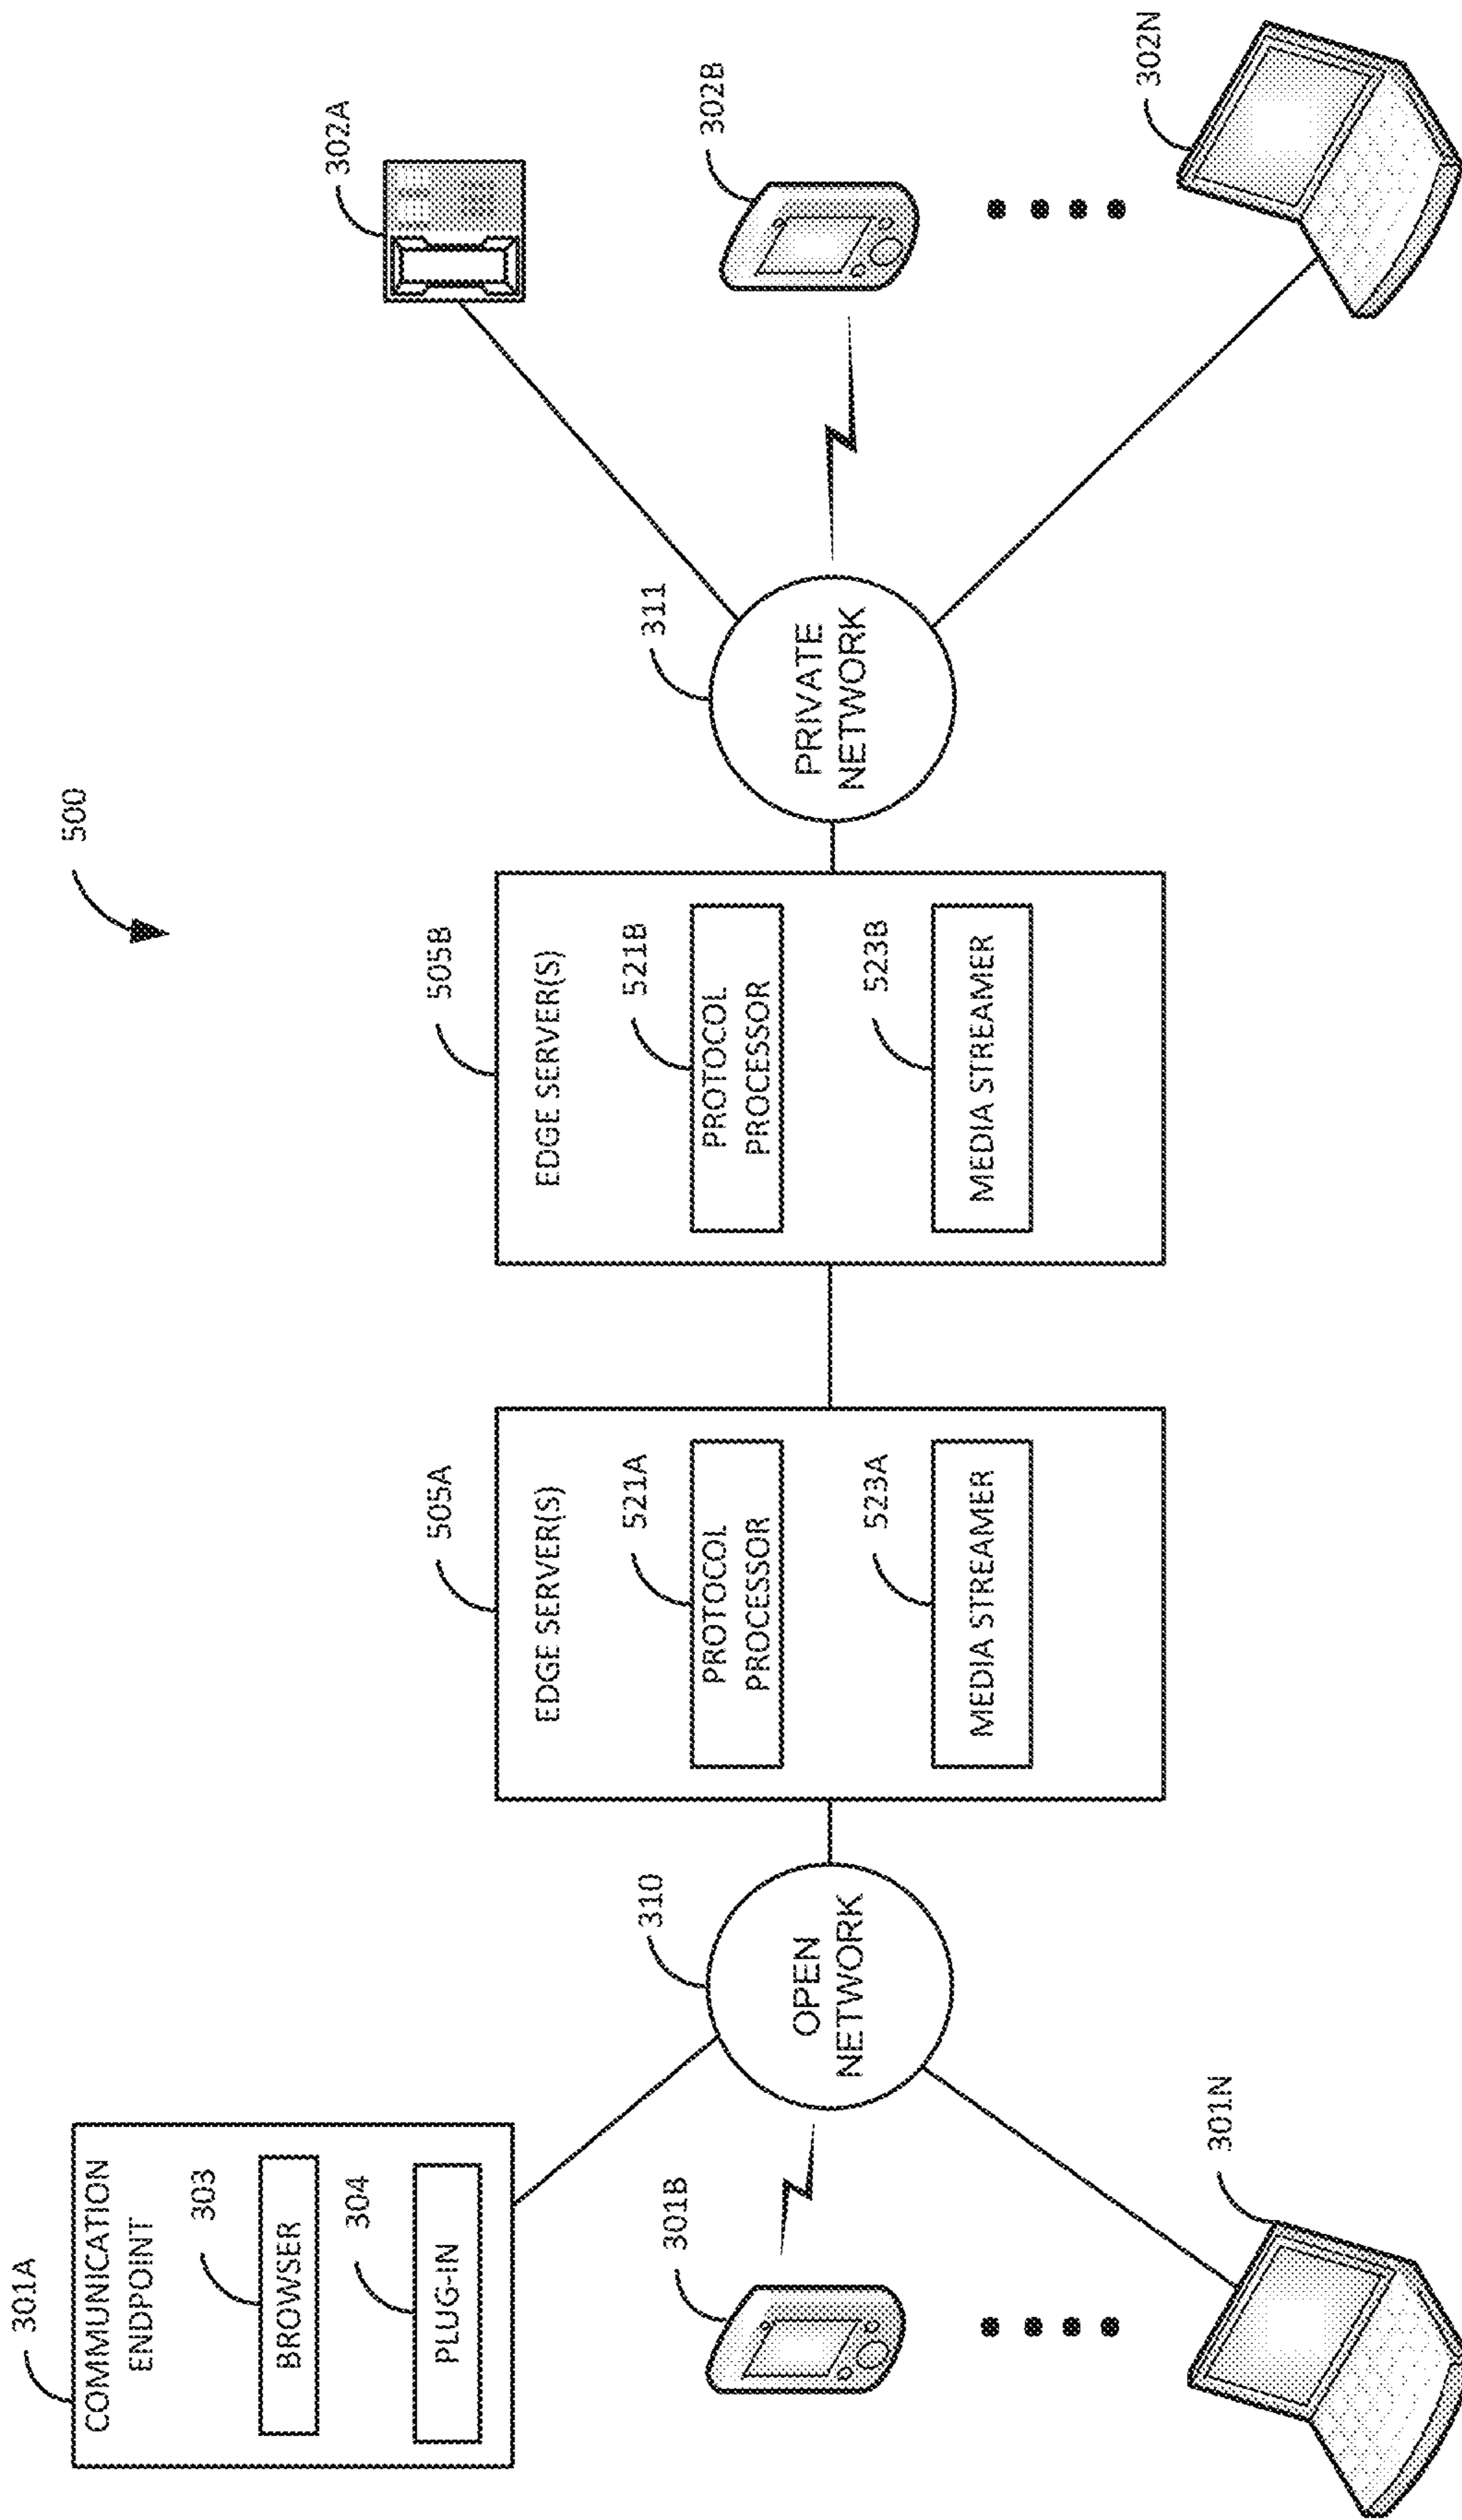 500
301A
COMMUNICATION
ENDPOINT
303
BROWSER
304
PLUG-IN
301B
301N
310
OPEN
NETWORK
505A
EDGE SERVER(S)
521A
PROTOCOL
PROCESSOR
523A
MEDIA STREAMER
505B
EDGE SERVER(S)
521B
PROTOCOL
PROCESSOR
523B
MEDIA STREAMER
311
PRIVATE
NETWORK
302A
302B
302N